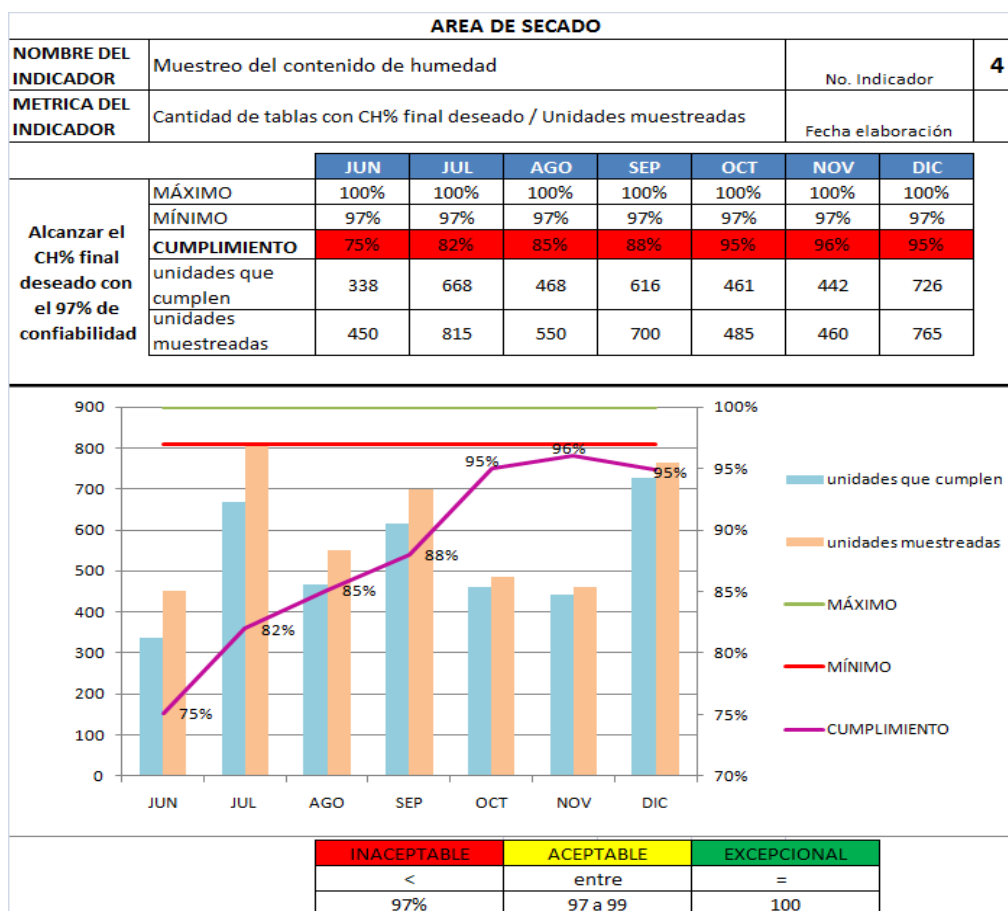 AREA DE SECADO
NOMBRE DEL INDICADOR Muestreo del contenido de humedad No. Indicador 4
METRICA DEL INDICADOR Cantidad de tablas con CH% final deseado / Unidades muestreadas Fecha elaboración
JUN JUL AGO SEP OCT NOV DIC
Alcanzar el CH% final deseado con el 97% de confiabilidad
MÁXIMO 100% 100% 100% 100% 100% 100% 100%
MÍNIMO 97% 97% 97% 97% 97% 97% 97%
CUMPLIMIENTO 75% 82% 85% 88% 95% 96% 95%
unidades que cumplen 338 668 468 616 461 442 726
unidades muestreadas 450 815 550 700 485 460 765
900 100%
800
95%
700
90%
600
500
85%
400
80%
300
200
75%
100
0 70%
75% 82% 85% 88% 95% 96% 95%
JUN JUL AGO SEP OCT NOV DIC
unidades que cumplen
unidades muestreadas
MÁXIMO
MÍNIMO
CUMPLIMIENTO
INACEPTABLE ACEPTABLE EXCEPCIONAL
< entre =
97% 97 a 99 100